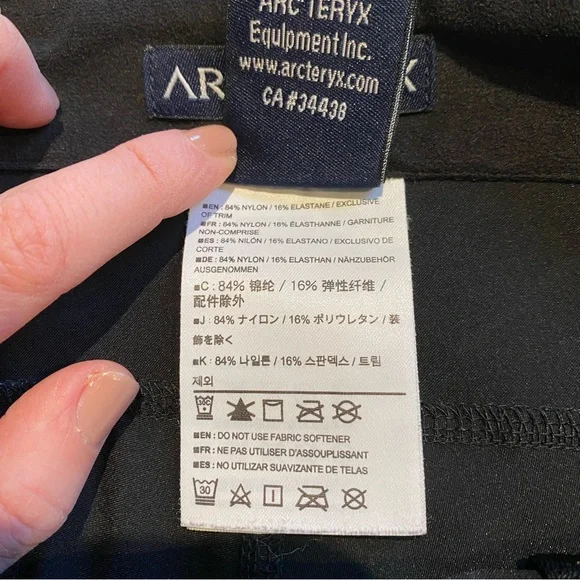 ARC'TERYX
Equipment Inc.
www.arcteryx.com
CA#34438
AR X
■EN: 84% NYLON / 16% ELASTANE / EXCLUSIVE
OF TRIM
■FR: 84% NYLON / 16% ÉLASTHANNE / GARNITURE
NON-COMPRISE
■ES: 84% NILÓN / 16% ELASTANO / EXCLUSIVO DE
CORTE
■DE: 84% NYLON / 16% ELASTHAN / NÄHZUBEHÖR
AUSGENOMMEN
■C: 84% 锦纶 / 16% 弹性纤维 /
配件除外
■J: 84% ナイロン / 16% ポリウレタン / 装
飾を除く
■K: 84% 나일론 / 16% 스판덱스 / 트림
제외
■EN: DO NOT USE FABRIC SOFTENER
■FR: NE PAS UTILISER D'ASSOUPLISSANT
■ES: NO UTILIZAR SUAVIZANTE DE TELAS
30